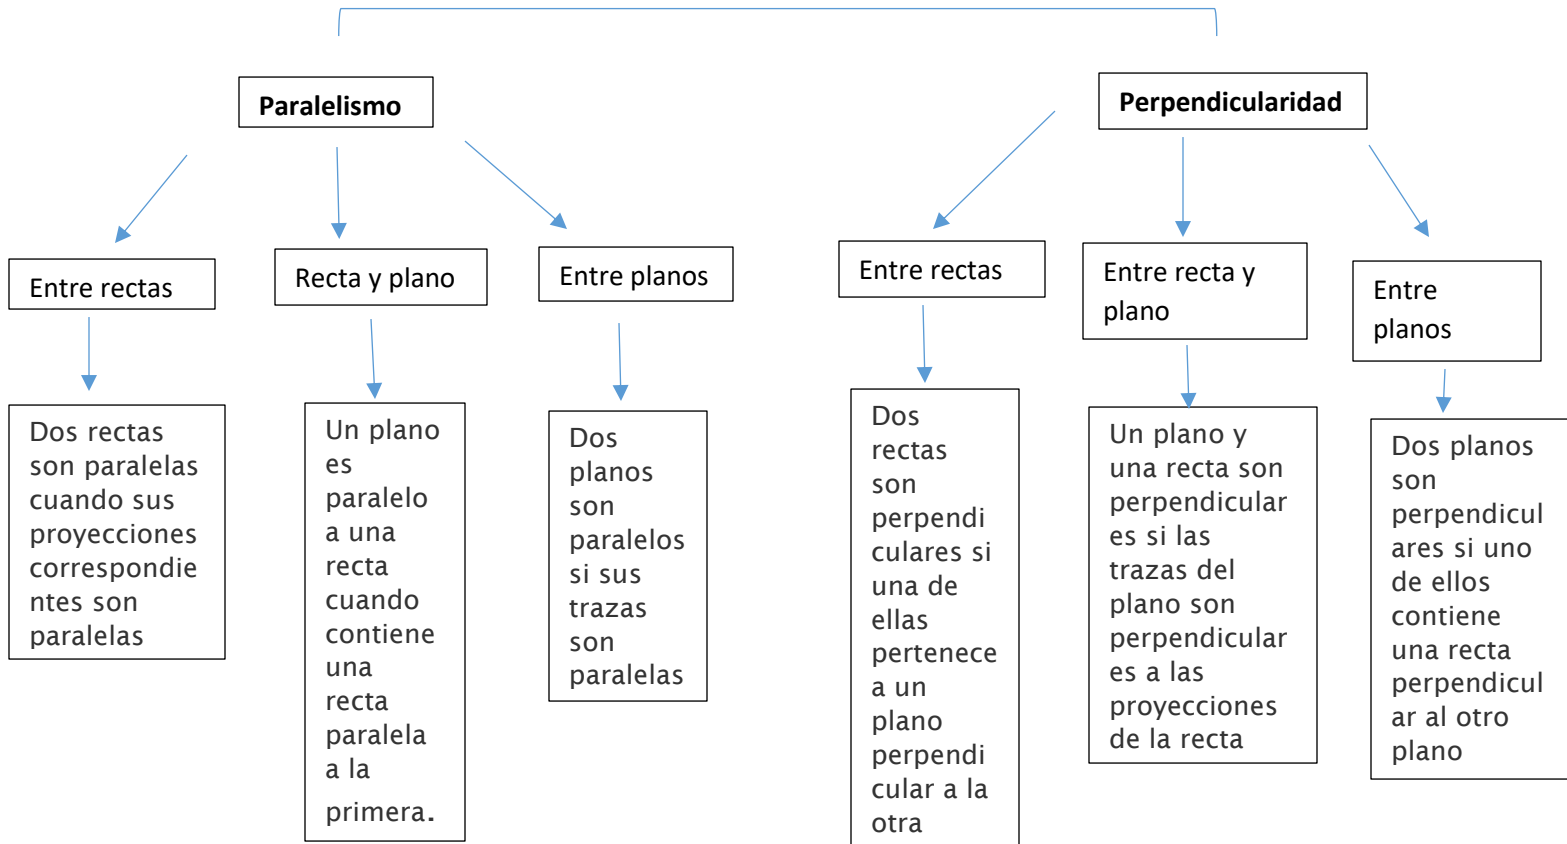 Paralelismo
Perpendicularidad
Entre rectas
Recta y plano
Entre planos
Entre rectas
Entre recta y
plano
Entre
planos
Dos rectas
son paralelas
cuando sus
proyecciones
correspondie
ntes son
paralelas
Un plano
es
paralelo
a una
recta
cuando
contiene
una
recta
paralela
a la
primera.
Dos
planos
son
paralelos
si sus
trazas
son
paralelas
Dos
rectas
son
perpendi
culares si
una de
ellas
pertenece
a un
plano
perpendi
cular a la
otra
Un plano y
una recta son
perpendicular
es si las
trazas del
plano son
perpendicular
es a las
proyecciones
de la recta
Dos planos
son
perpendicul
ares si uno
de ellos
contiene
una recta
perpendicul
ar al otro
plano